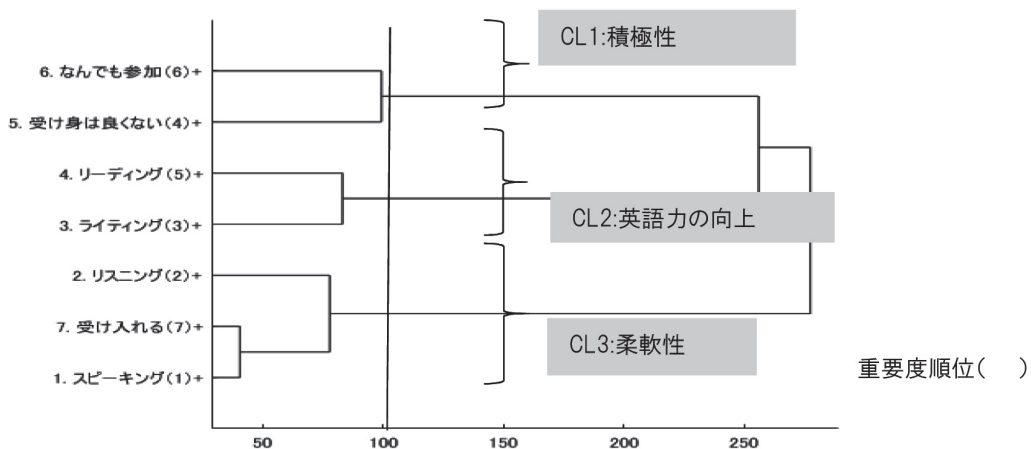 CL1:積極性
6. なんでも参加(6)+
5. 受け身は良くない(4)+
4. リーディング(5)+
3. ライティング(3)+
CL2:英語力の向上
2. リスニング(2)+
7. 受け入れる(7)+
CL3:柔軟性
1. スピーキング(1)+
重要度順位(　)
50 100 150 200 250